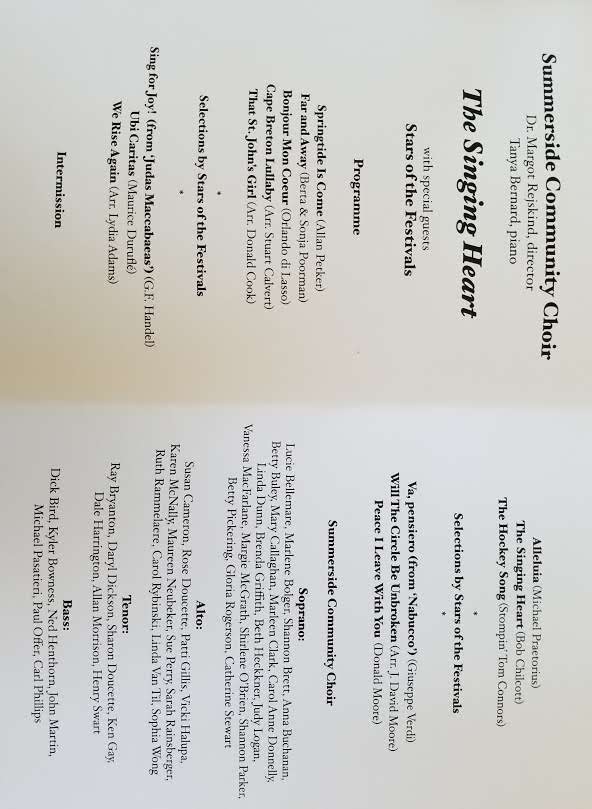 Summerside Community Choir
Dr. Margot Rejskind, director
Tanya Bernard, piano
The Singing Heart
with special guests
Stars of the Festivals
Programme
Springtide Is Come (Allan Petker)
Far and Away (Berta & Sonja Poorman)
Bonjour Mon Coeur (Orlando di Lasso)
Cape Breton Lullaby (Arr. Stuart Calvert)
That St. John's Girl (Arr. Donald Cook)
*
Selections by Stars of the Festivals
*
Sing for Joy! (from 'Judas Maccabaeas') (G.F. Handel)
Ubi Caritas (Maurice Duruflé)
We Rise Again (Arr. Lydia Adams)
Intermission
Alleluia (Michael Praetorius)
The Singing Heart (Bob Chilcott)
The Hockey Song (Stompin' Tom Connors)
*
Selections by Stars of the Festivals
*
Va, pensiero (from 'Nabucco') (Giuseppe Verdi)
Will The Circle Be Unbroken (Arr. J. David Moore)
Peace I Leave With You (Donald Moore)
Summerside Community Choir
Soprano:
Lucie Bellemare, Marlene Bolger, Shannon Brett, Anna Buchanan,
Betty Buley, Mary Callaghan, Marleen Clark, Carol Anne Donnelly,
Linda Dunn, Brenda Griffith, Beth Heckkner, Judy Logan,
Vanessa MacFarlane, Margie McGrath, Shirlene O'Brien, Shannon Parker,
Betty Pickering, Gloria Rogerson, Catherine Stewart
Alto:
Susan Cameron, Rose Doucette, Patti Gillis, Vicki Halupa,
Karen McNally, Maureen Neubeker, Sue Perry, Sarah Rainsberger,
Ruth Rammelaere, Carol Rybinski, Linda Van Til, Sophia Wong
Tenor:
Ray Bryanton, Daryl Dickson, Sharon Doucette, Ken Gay,
Dale Harrington, Allan Morrison, Henry Swart
Bass:
Dick Bird, Kyler Bowness, Ned Henthorn, John Martin,
Michael Pasatieri, Paul Offer, Carl Phillips